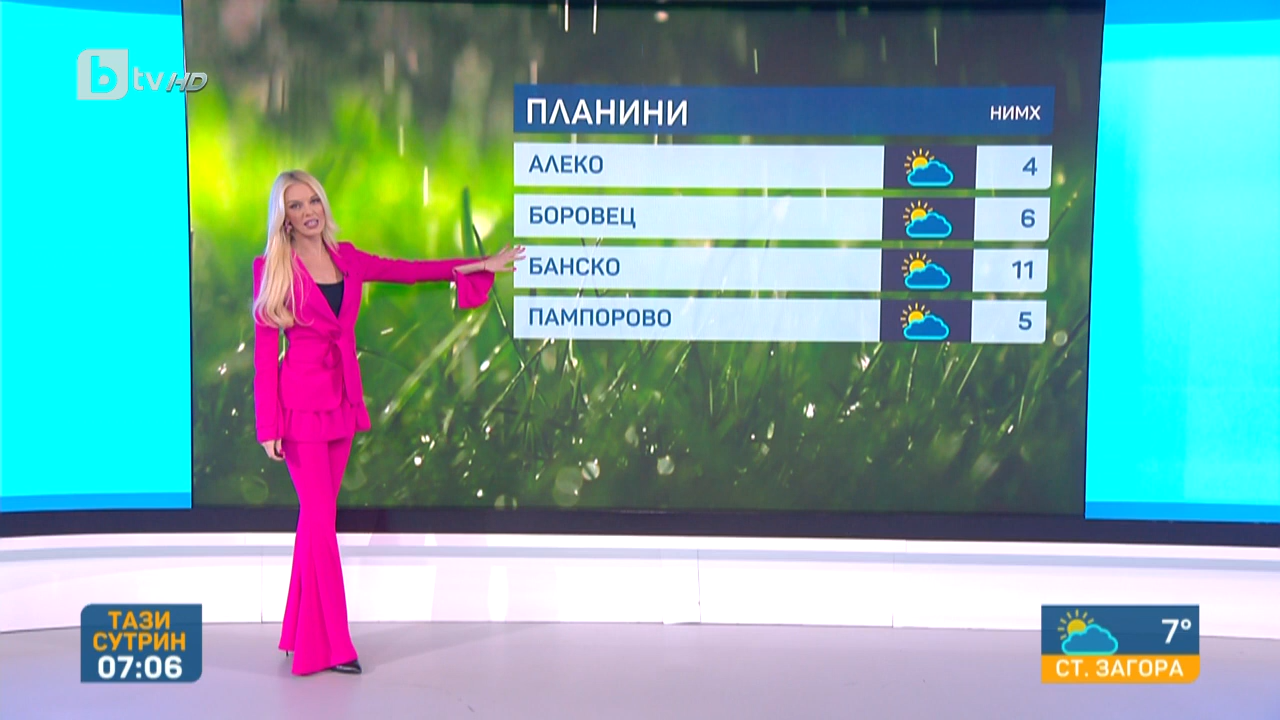 btv HD
ПЛАНИНИ НИМХ
АЛЕКО 4
БОРОВЕЦ 6
БАНСКО 11
ПАМПОРОВО 5
ТАЗИ
СУТРИН
07:06
7°
СТ. ЗАГОРА